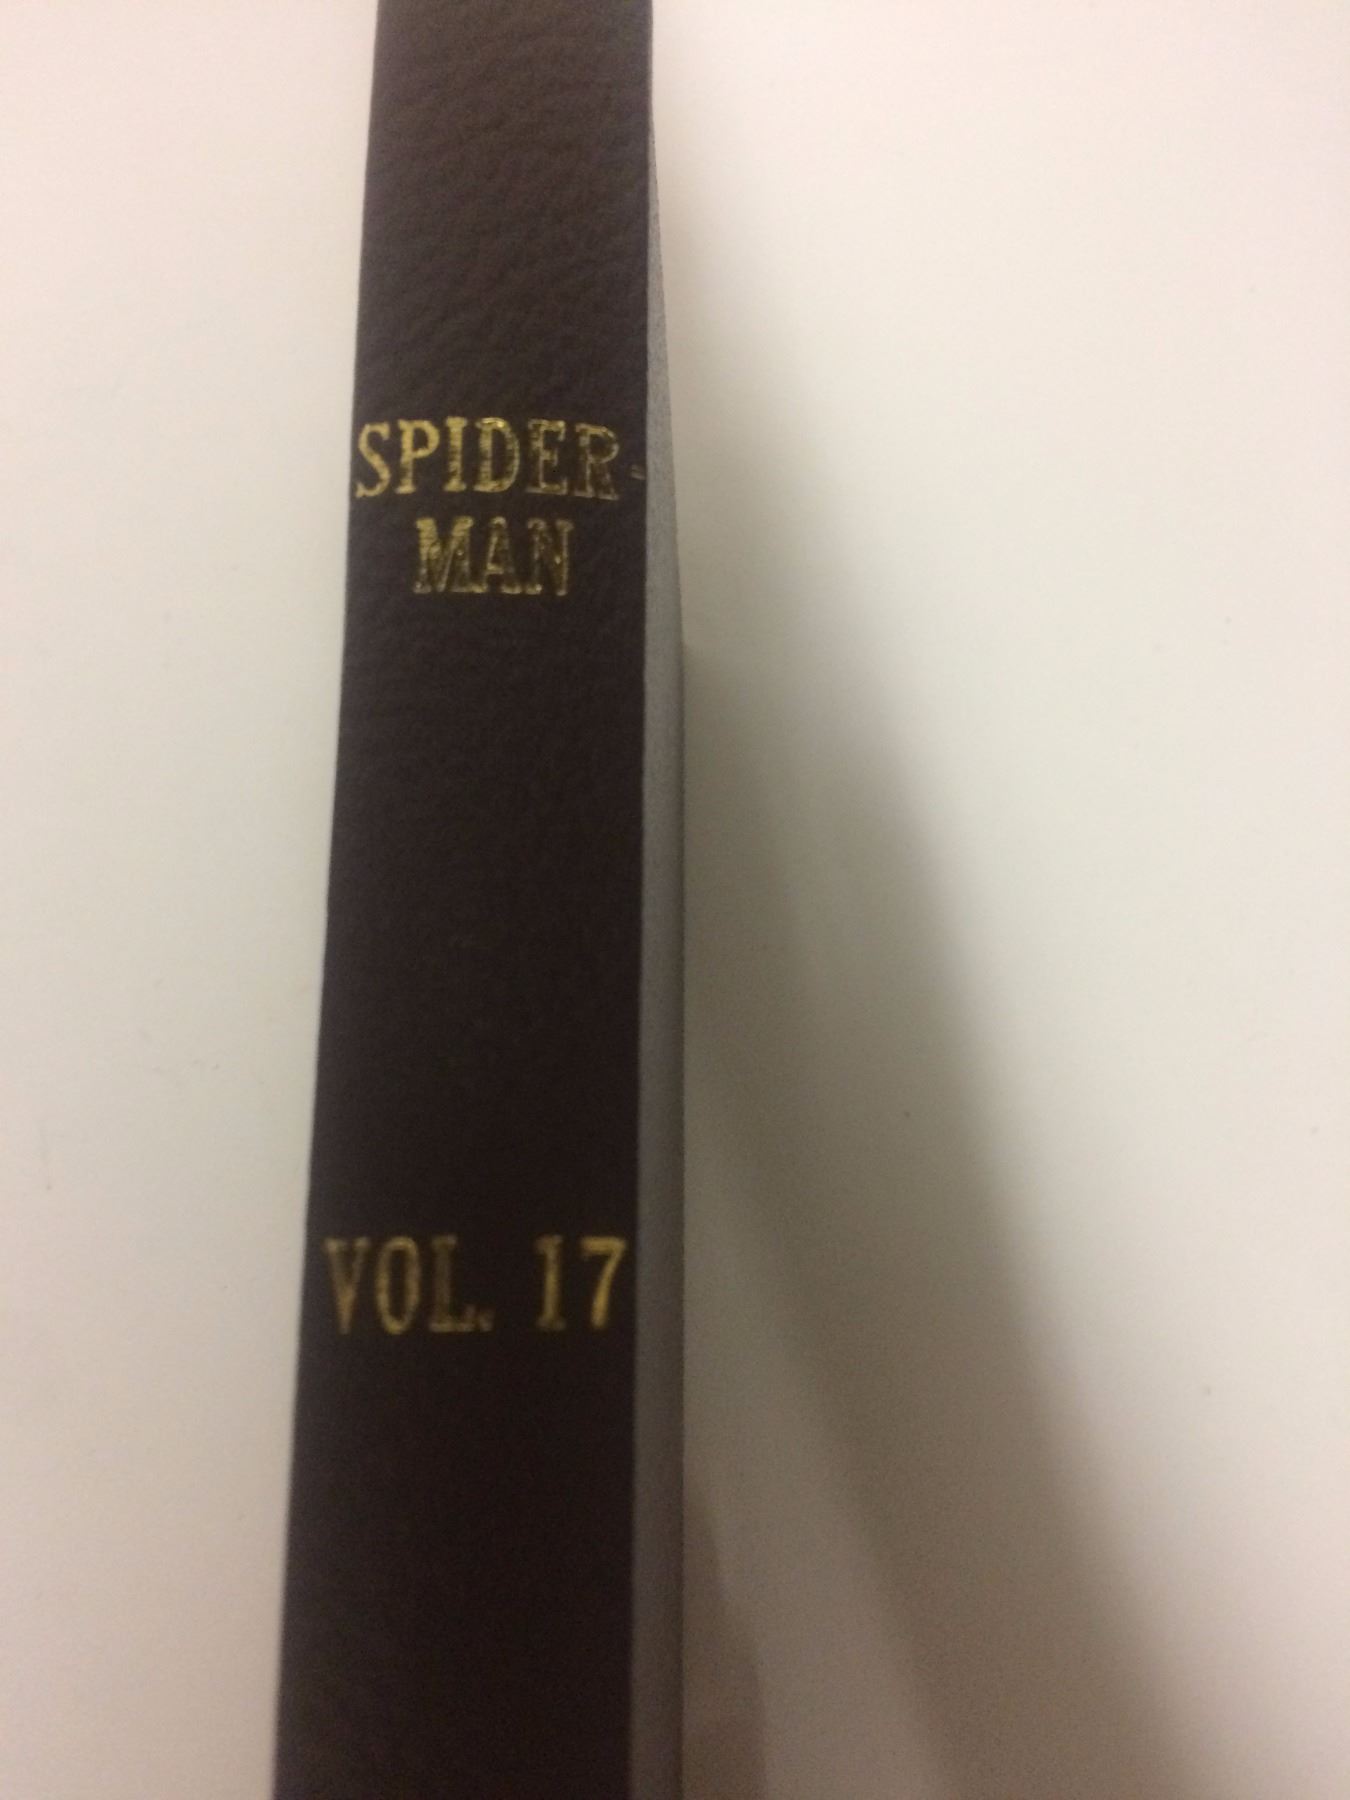 SPIDER-
MAN
VOL. 17